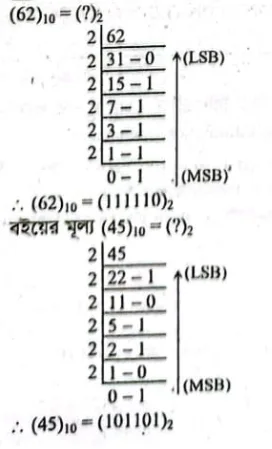 (62)₁₀ = (?)₂
2 | 62
2 | 31 – 0 (LSB)
2 | 15 – 1
2 | 7 – 1
2 | 3 – 1
2 | 1 – 1
0 – 1 (MSB)
∴ (62)₁₀ = (111110)₂
বইয়ের মূল্য (45)₁₀ = (?)₂
2 | 45
2 | 22 – 1 (LSB)
2 | 11 – 0
2 | 5 – 1
2 | 2 – 1
2 | 1 – 0
0 – 1 (MSB)
∴ (45)₁₀ = (101101)₂